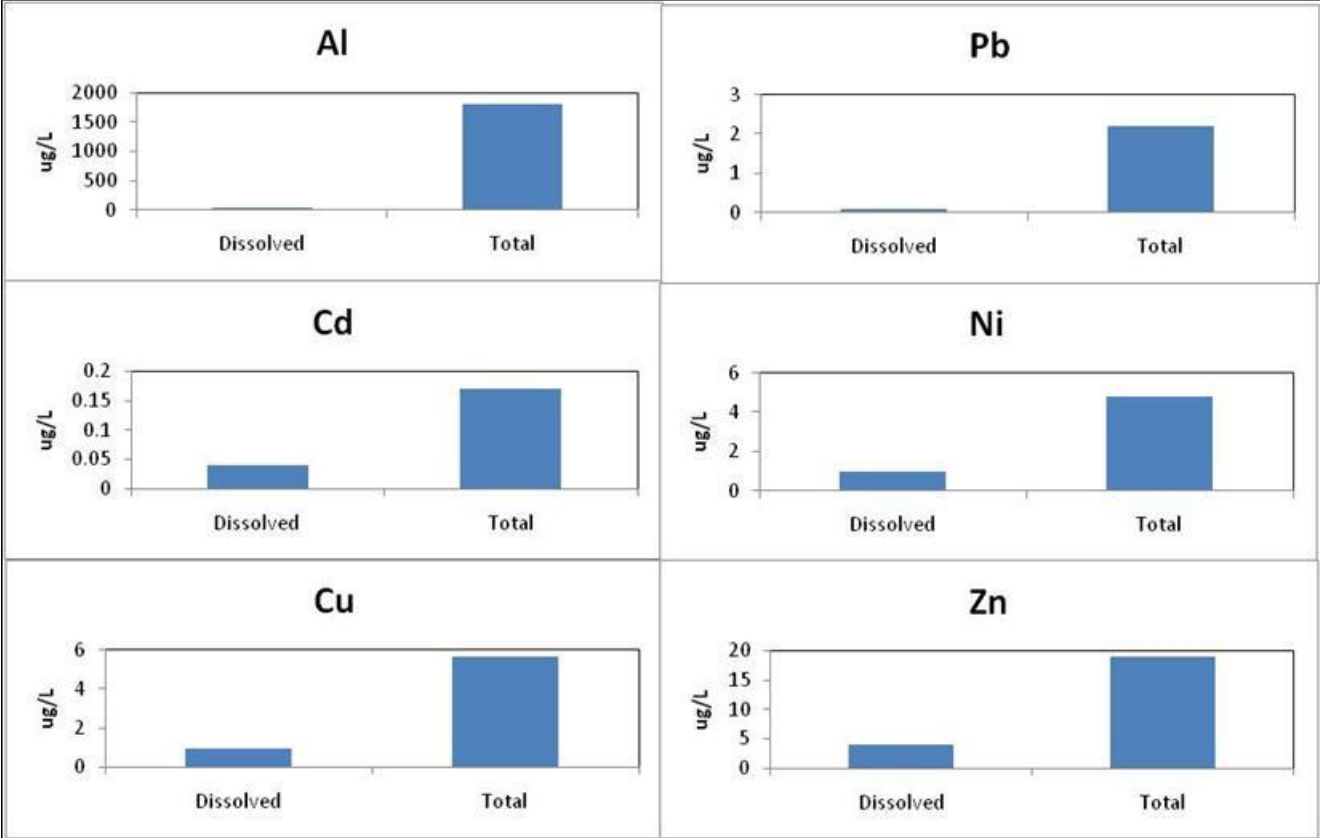 Al
2000
1500
1000
500
0
ug/L
Dissolved Total
Pb
3
2
1
0
ug/L
Dissolved Total
Cd
0.2
0.15
0.1
0.05
0
ug/L
Dissolved Total
Ni
6
4
2
0
ug/L
Dissolved Total
Cu
6
4
2
0
ug/L
Dissolved Total
Zn
20
15
10
5
0
ug/L
Dissolved Total